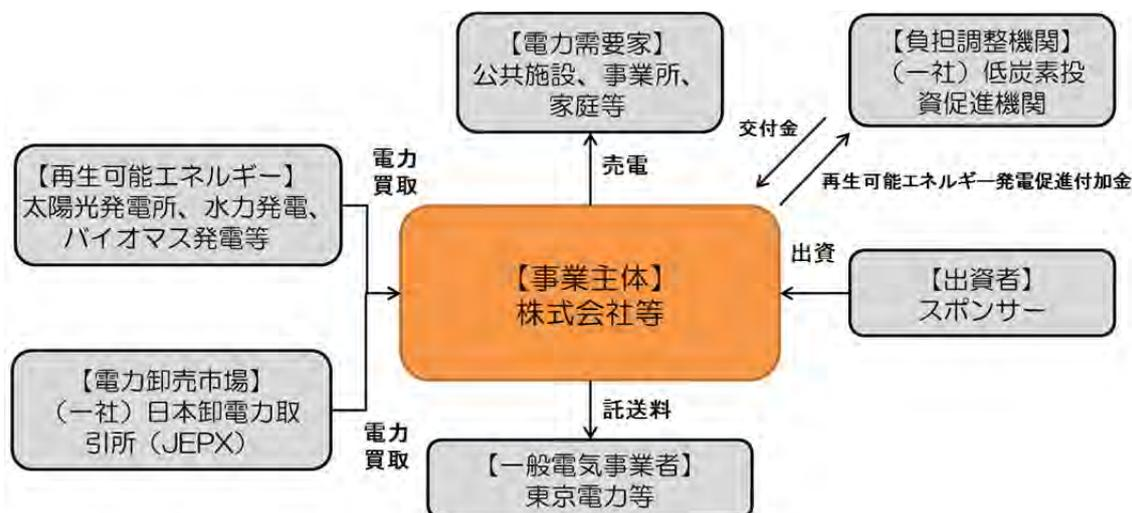 【電力需要家】
公共施設、事業所、
家庭等
【負担調整機関】
（一社）低炭素投
資促進機関
交付金
再生可能エネルギー発電促進付加金
売電
電力
買取
【再生可能エネルギー】
太陽光発電所、水力発電、
バイオマス発電等
【事業主体】
株式会社等
出資
【出資者】
スポンサー
【電力卸売市場】
（一社）日本卸電力取
引所（JEPX）
電力
買取
託送料
【一般電気事業者】
東京電力等